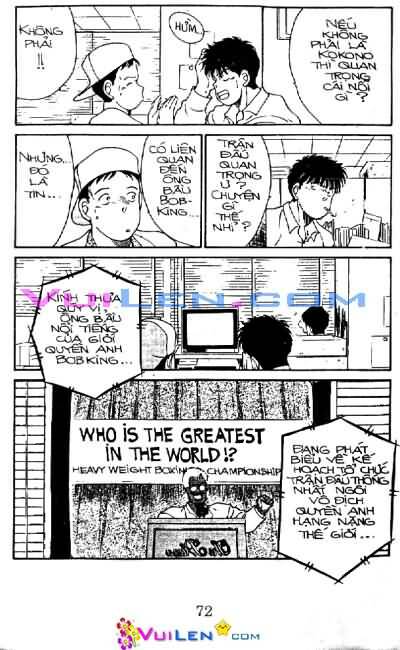 NẾU
KHÔNG
PHẢI LÀ
KOKONO
THÌ QUAN
TRỌNG
CÁI NỖI
GÌ?
HỪM...
KHÔNG
PHẢI
!!
TRẬN
ĐẤU
QUAN
TRỌNG
Ư?
CHUYỆN
GÌ
THẾ
NHỈ?
CÓ LIÊN
QUAN
ĐẾN
ÔNG
BẦU
BOB-
KING...
NHƯNG...
ĐÓ
LÀ
TIN...
KÍNH THƯA
QUÝ VỊ,
ÔNG BẦU
NỔI TIẾNG
CỦA GIỚI
QUYỀN ANH
BOBKING...
VUILEN.COM
WHO IS THE GREATEST
IN THE WORLD!?
HEAVY WEIGHT BOXING CHAMPIONSHIP
ĐANG PHÁT
BIỂU VỀ KẾ
HOẠCH TỔ CHỨC
TRẬN ĐẤU THỐNG
NHẤT NGÔI
VÔ ĐỊCH
QUYỀN ANH
HẠNG NẶNG
THẾ GIỚI...
72
VUILEN.COM